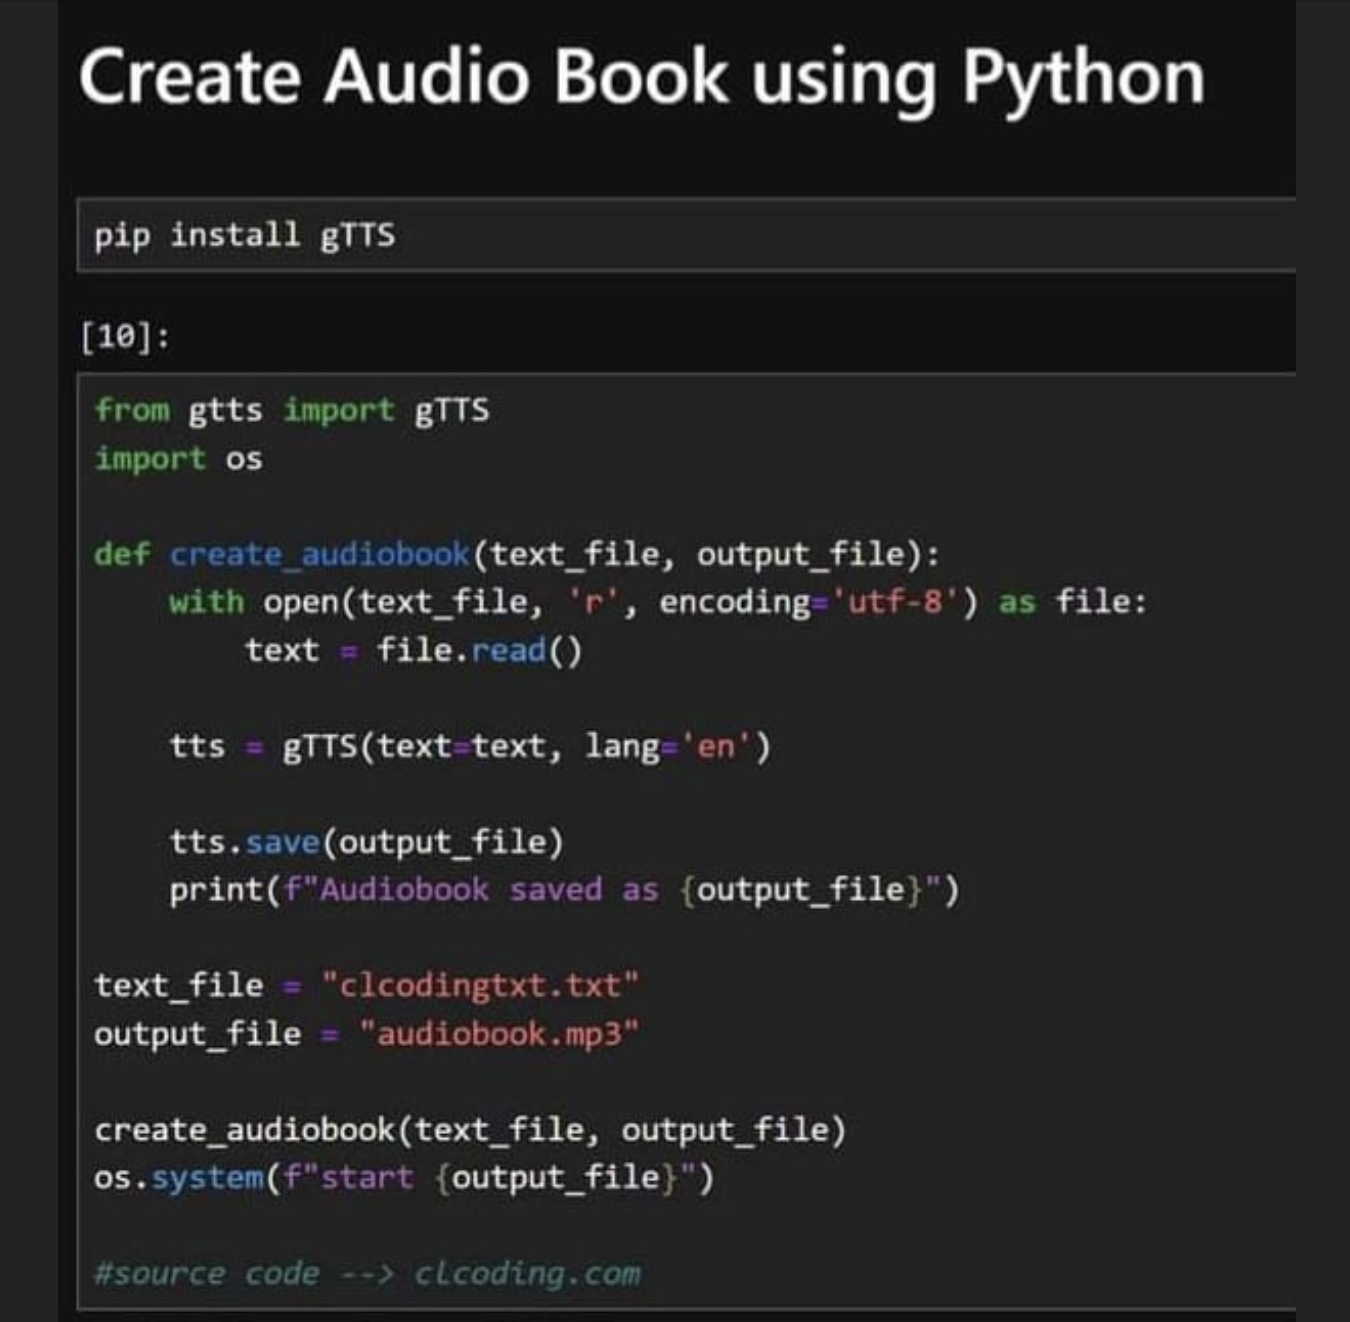 Create Audio Book using Python
pip install gTTS
[10]:
from gtts import gTTS
import os
def create_audiobook(text_file, output_file):
    with open(text_file, 'r', encoding='utf-8') as file:
        text = file.read()
    tts = gTTS(text=text, lang='en')
    tts.save(output_file)
    print(f"Audiobook saved as {output_file}")
text_file = "clcodingtxt.txt"
output_file = "audiobook.mp3"
create_audiobook(text_file, output_file)
os.system(f"start {output_file}")
#source code --> clcoding.com